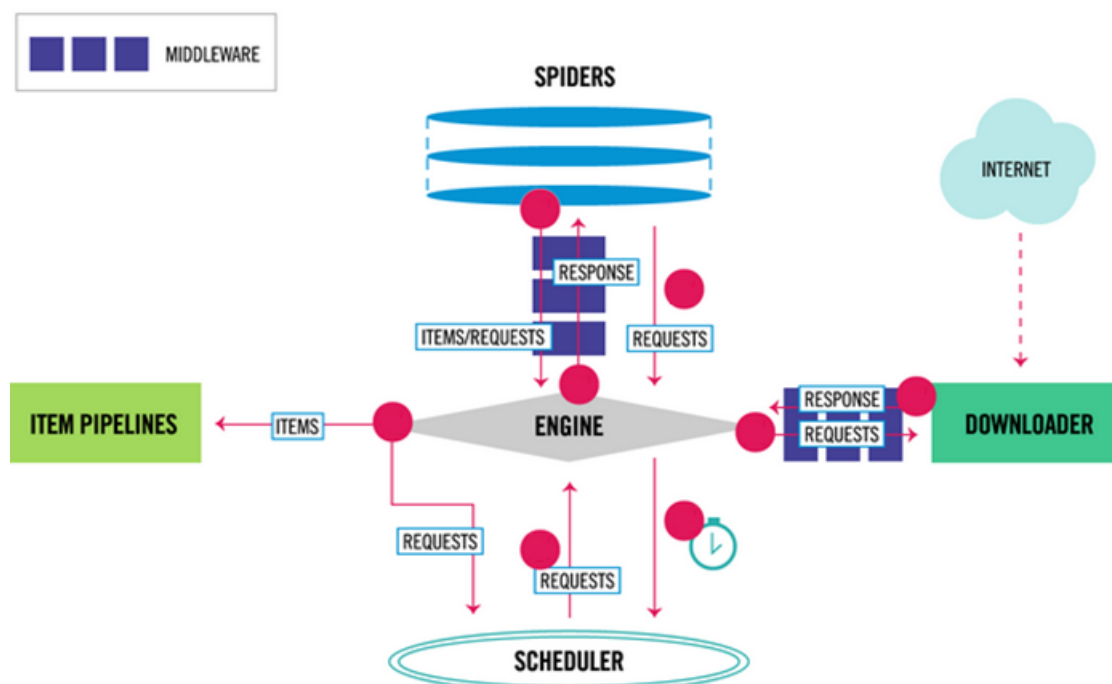 MIDDLEWARE
SPIDERS
INTERNET
RESPONSE
ITEMS/REQUESTS
REQUESTS
ITEM PIPELINES
ITEMS
ENGINE
RESPONSE
REQUESTS
DOWNLOADER
REQUESTS
REQUESTS
SCHEDULER